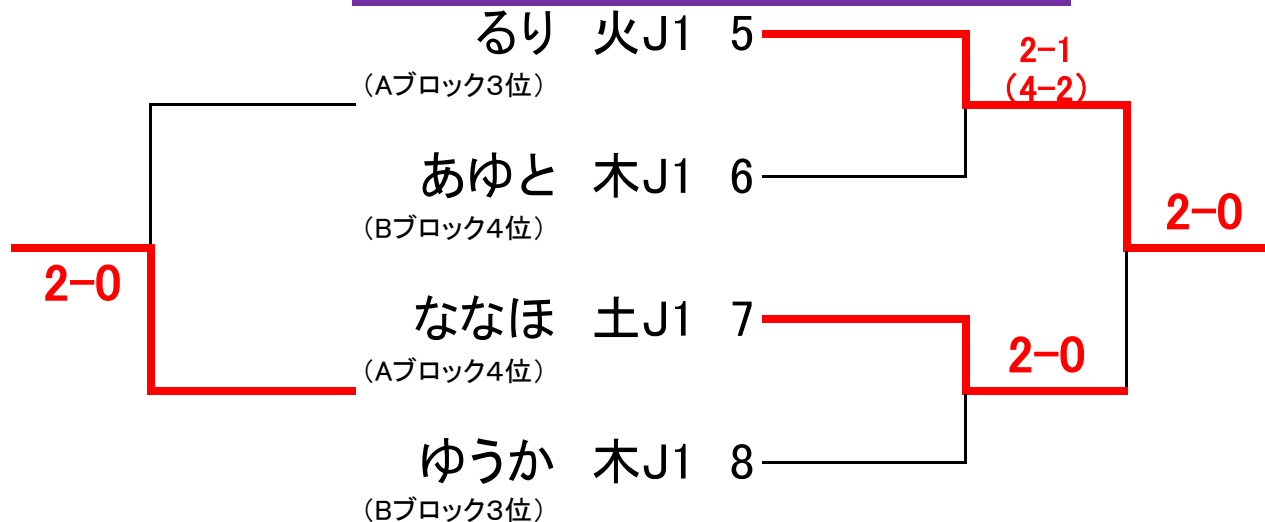 るり 火J1 5
2-1
(4-2)
(Aブロック3位)
あゆと 木J1 6
2-0
(Bブロック4位)
2-0
ななほ 土J1 7
2-0
(Aブロック4位)
ゆうか 木J1 8
(Bブロック3位)